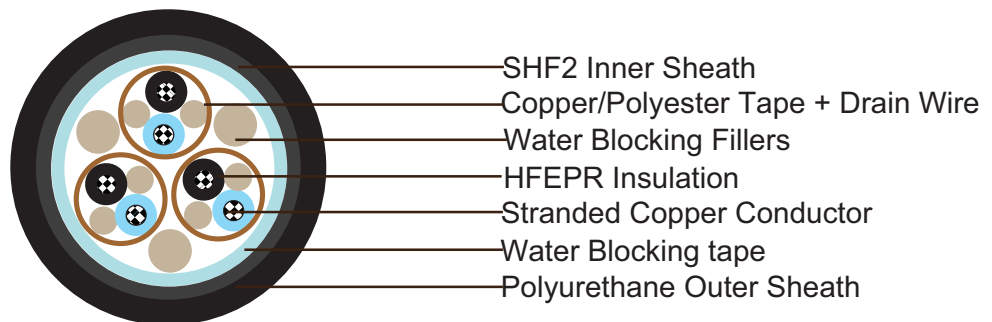 SHF2 Inner Sheath
Copper/Polyester Tape + Drain Wire
Water Blocking Fillers
HFEPR Insulation
Stranded Copper Conductor
Water Blocking tape
Polyurethane Outer Sheath